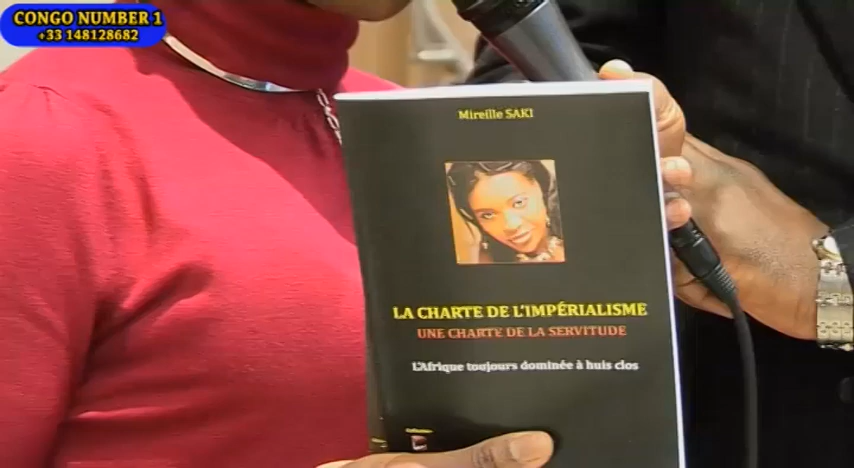 CONGO NUMBER 1
+33 148128682
Mireille SAKI
LA CHARTE DE L'IMPÉRIALISME
UNE CHARTE DE LA SERVITUDE
L'Afrique toujours dominée à huis clos
Collection